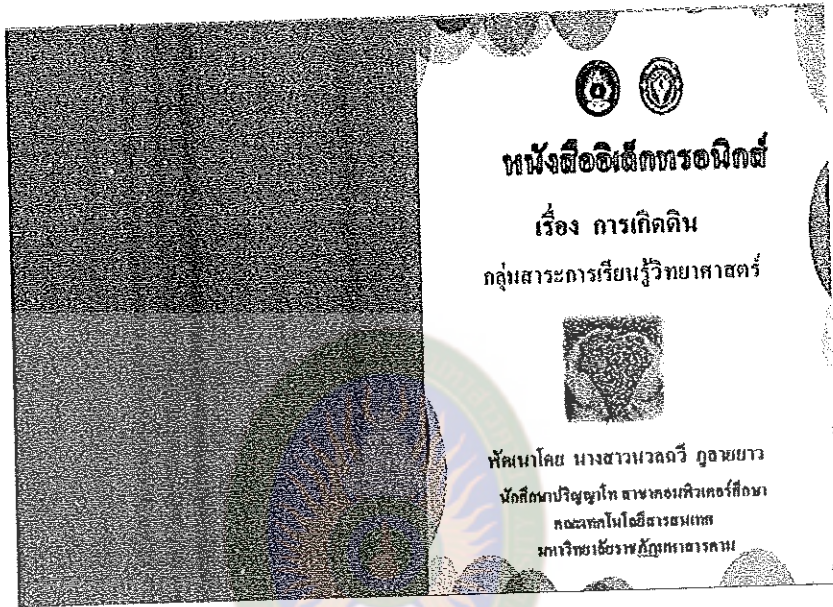 หนังสืออิเล็กทรอนิกส์
เรื่อง การเกิดดิน
กลุ่มสาระการเรียนรู้วิทยาศาสตร์
พัฒนาโดย นางสาวนวลฉวี ภูลายยาว
นักศึกษาปริญญาโท สาขาคอมพิวเตอร์ศึกษา
คณะเทคโนโลยีสารสนเทศ
มหาวิทยาลัยราชภัฏมหาสารคาม